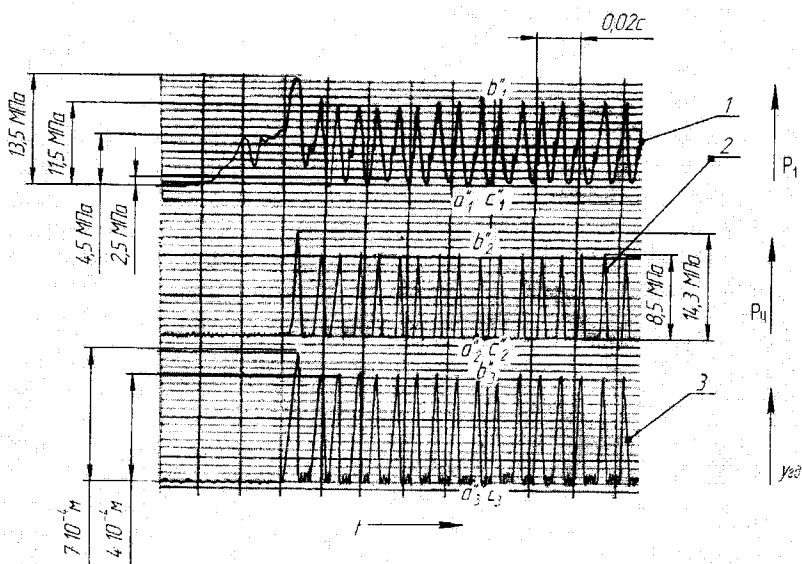 0,02с
13,5 МПа
11,5 МПа
4,5 МПа
2,5 МПа
b"₁
1
2
P₁
a"₁ c"₁
b"₂
8,5 МПа
14,3 МПа
Pц
a"₂ c"₂
b"₃
3
a"₃ c"₃
yзд
7·10⁻⁴ м
4·10⁻⁴ м
t